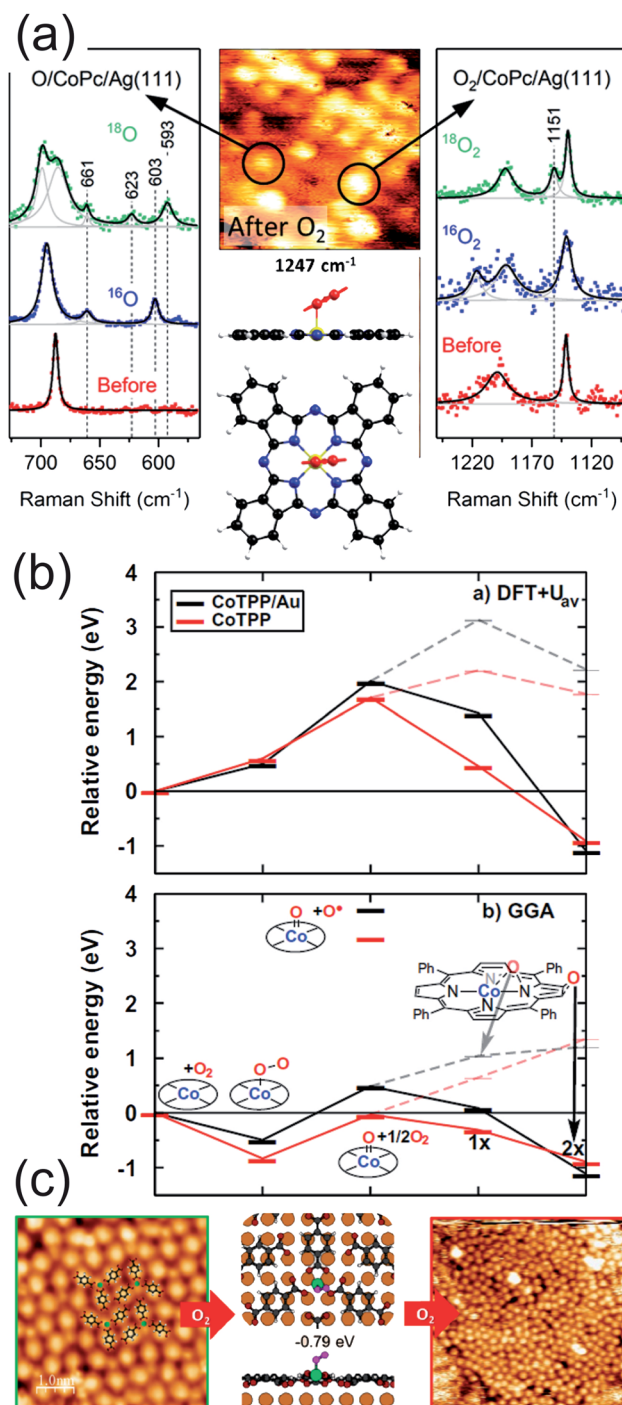 (a)
O/CoPc/Ag(111)
¹⁸O
661
623
603
593
¹⁶O
Before
700 650 600
Raman Shift (cm⁻¹)
After O₂
1247 cm⁻¹
O₂/CoPc/Ag(111)
1151
¹⁸O₂
¹⁶O₂
Before
1220 1170 1120
Raman Shift (cm⁻¹)
(b)
a) DFT+Uav
CoTPP/Au
CoTPP
Relative energy (eV)
4
3
2
1
0
-1
b) GGA
Relative energy (eV)
4
3
2
1
0
-1
O
+O•
Co
+O₂
Co
O-O
Co
O
+1/2O₂
Co
1x
2x
Ph
Ph
Ph
Ph
N
N
N
N
Co
O
O
(c)
1.0nm
O₂
-0.79 eV
O₂